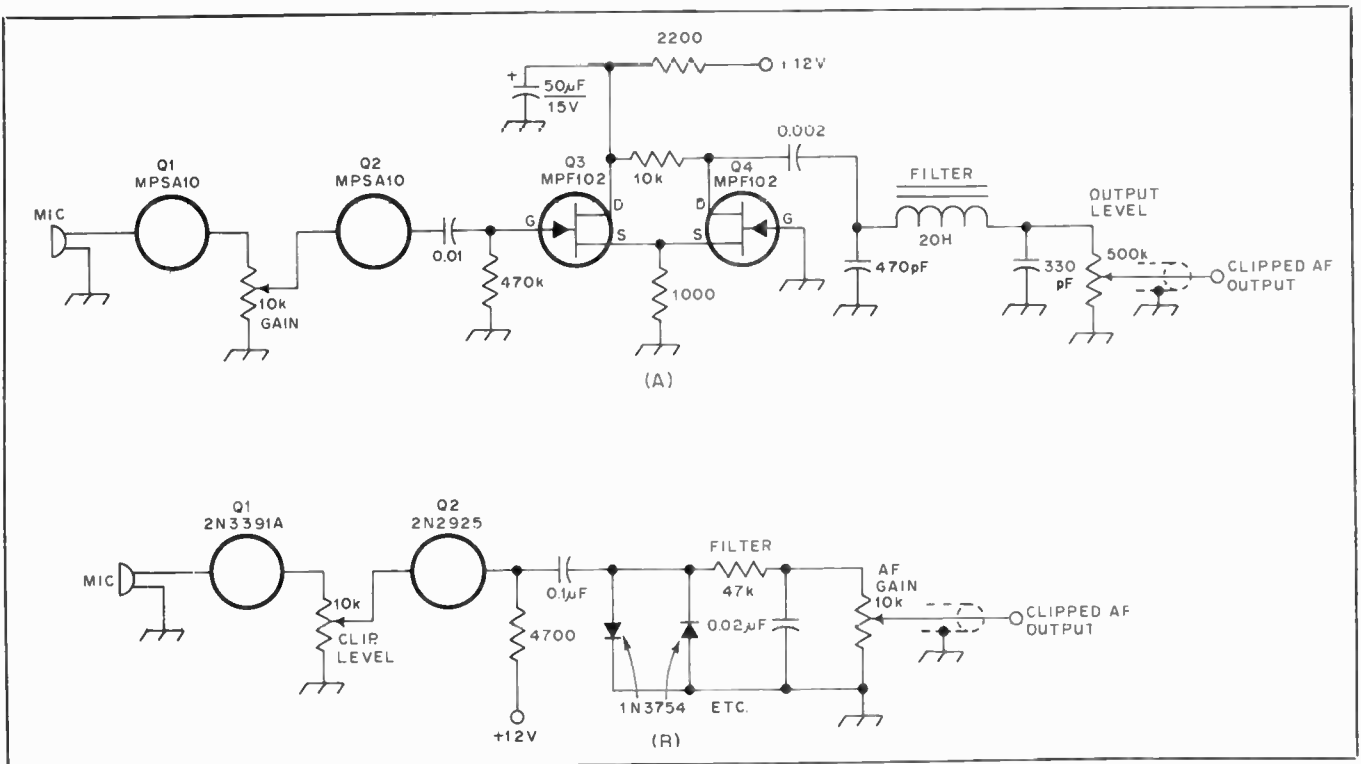 2200
+12V
+
50µF
15V
0.002
Q1
MPSA10
Q2
MPSA10
Q3
MPF102
10k
Q4
MPF102
FILTER
OUTPUT
LEVEL
MIC
D
D
G
S
S
G
0.01
470k
10k
GAIN
1000
470pF
20H
330
pF
500k
CLIPPED AF
OUTPUT
(A)
Q1
2N3391A
Q2
2N2925
FILTER
AF
GAIN
10k
MIC
10k
CLIP.
LEVEL
0.1µF
4700
47k
0.02µF
CLIPPED AF
OUTPUT
1N3754 ETC.
+12V
(B)